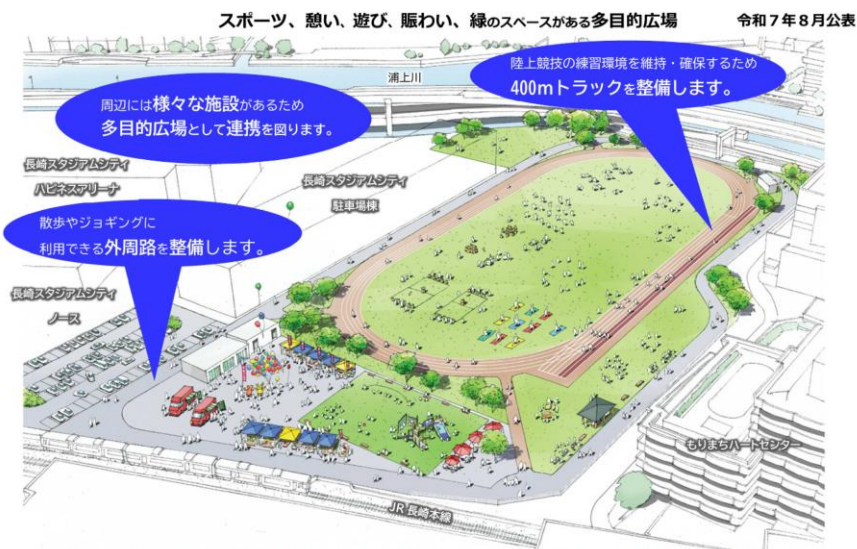 スポーツ、憩い、遊び、賑わい、緑のスペースがある多目的広場
令和7年8月公表
浦上川
陸上競技の練習環境を維持・確保するため
400mトラックを整備します。
周辺には様々な施設があるため
多目的広場として連携を図ります。
長崎スタジアムシティ
ハピネスアリーナ
長崎スタジアムシティ
駐車場棟
散歩やジョギングに
利用できる外周路を整備します。
長崎スタジアムシティ
ノース
もりまちハートセンター
JR 長崎本線